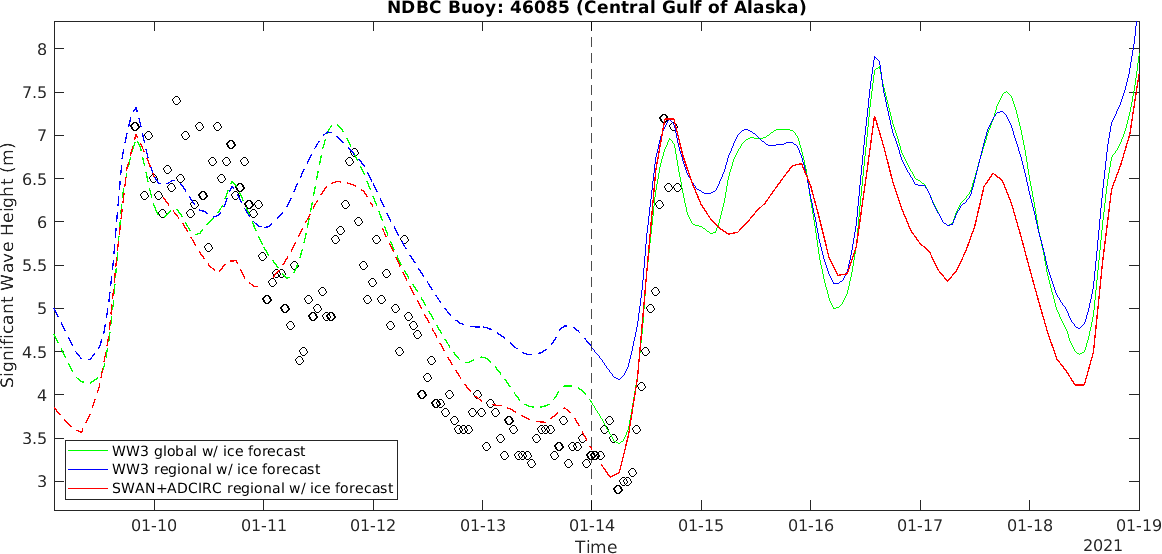 NDBC Buoy: 46085 (Central Gulf of Alaska)
Significant Wave Height (m)
8
7.5
7
6.5
6
5.5
5
4.5
4
3.5
3
WW3 global w/ ice forecast
WW3 regional w/ ice forecast
SWAN+ADCIRC regional w/ ice forecast
01-10 01-11 01-12 01-13 01-14 01-15 01-16 01-17 01-18 01-19
Time
2021